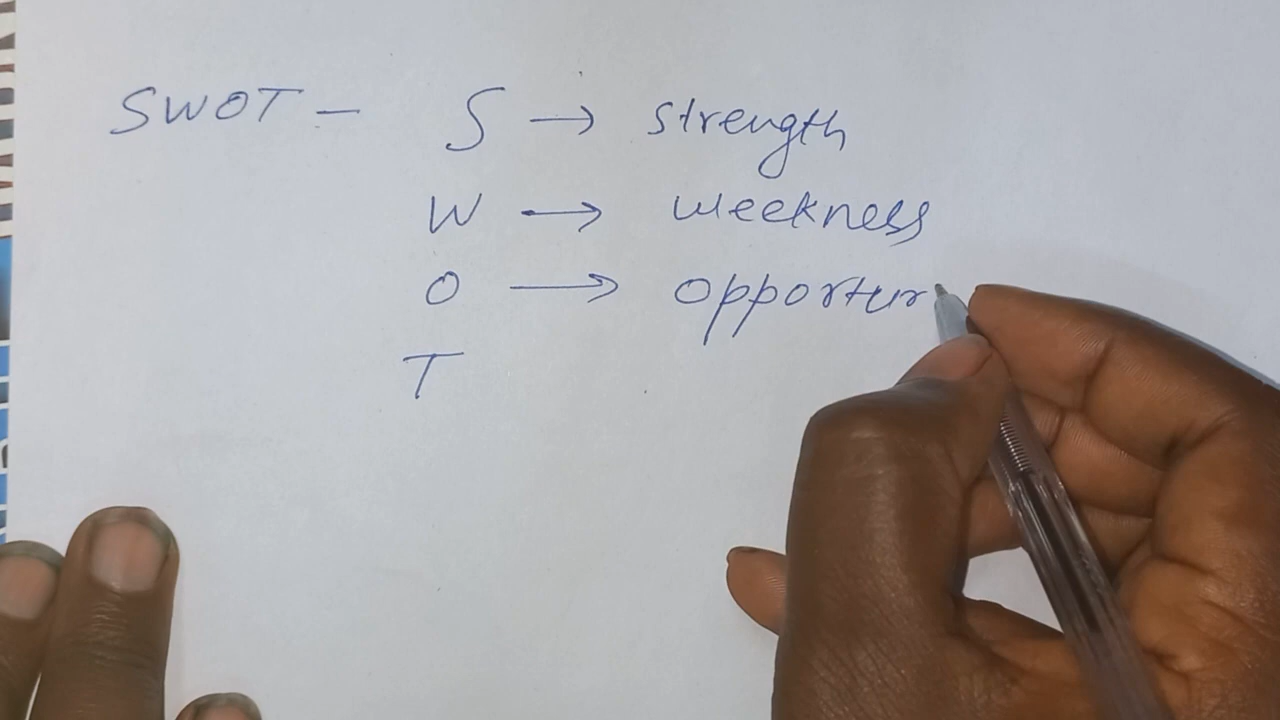 SWOT - S → Strength
W → weekness
O → opportun
T